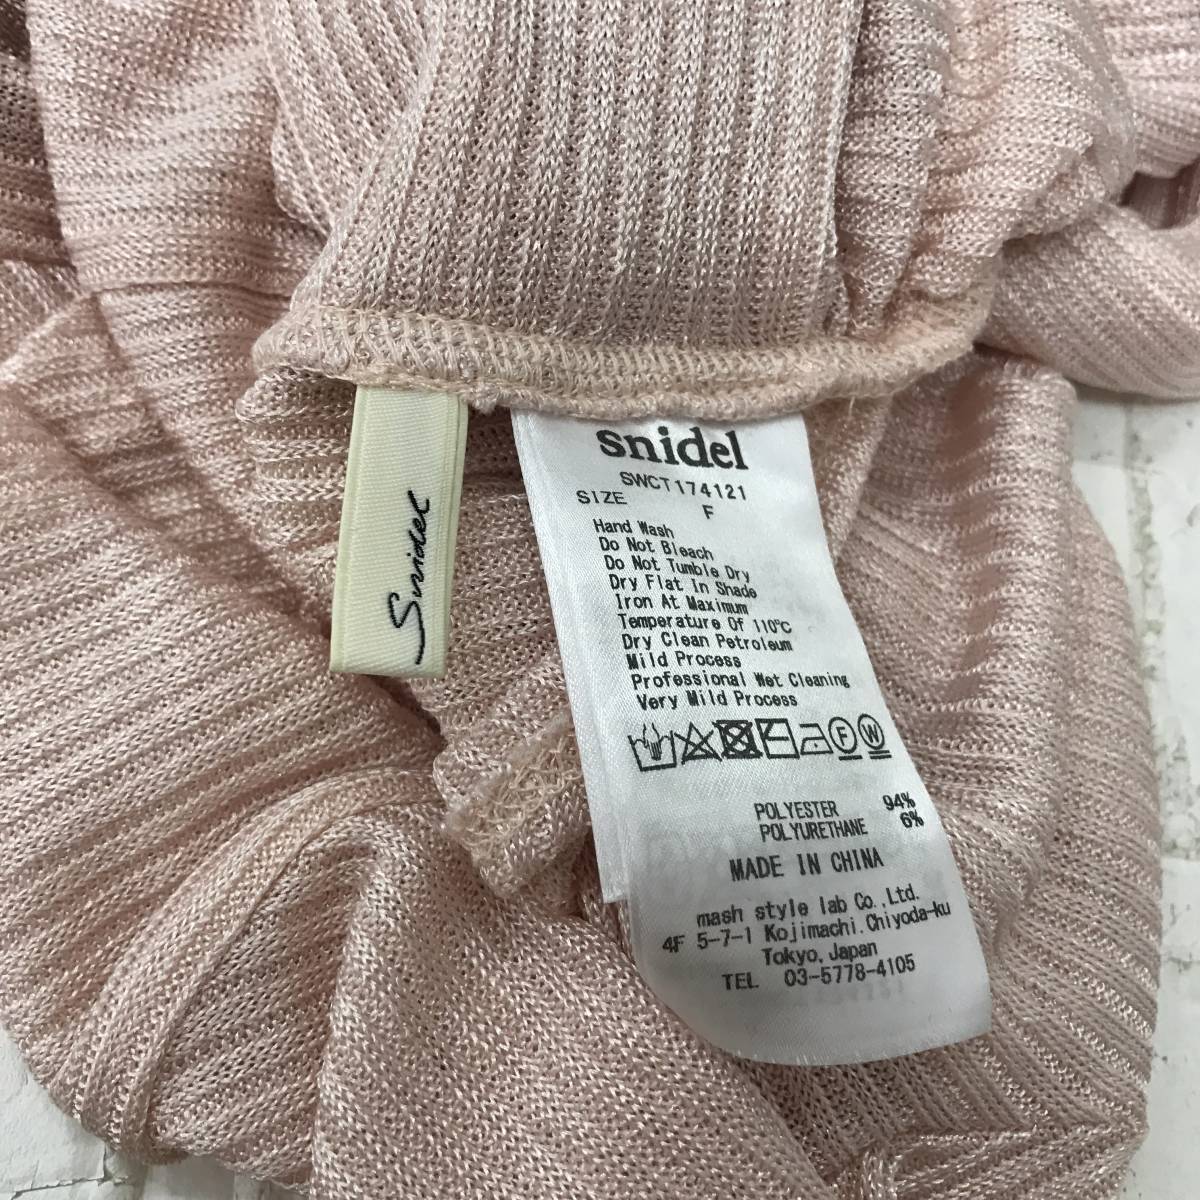 Snidel
snidel
SWCT174121
SIZE F
Hand Wash
Do Not Bleach
Do Not Tumble Dry
Dry Flat In Shade
Iron At Maximum
Temperature Of 110℃
Dry Clean Petroleum
Mild Process
Professional Wet Cleaning
Very Mild Process
F W
POLYESTER 94%
POLYURETHANE 6%
MADE IN CHINA
mash style lab Co.,Ltd.
4F 5-7-1 Kojimachi.Chiyoda-ku
Tokyo,Japan
TEL 03-5778-4105